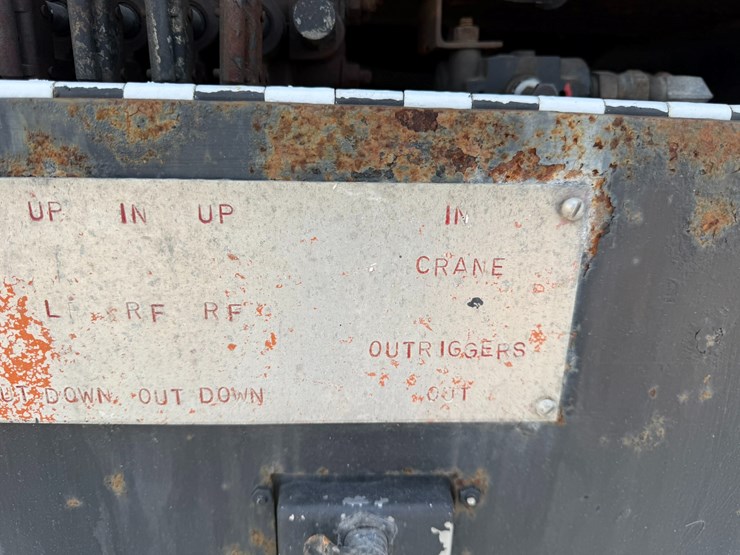 UP IN UP IN
CRANE
L RF RF
OUTRIGGERS
UT DOWN OUT DOWN OUT